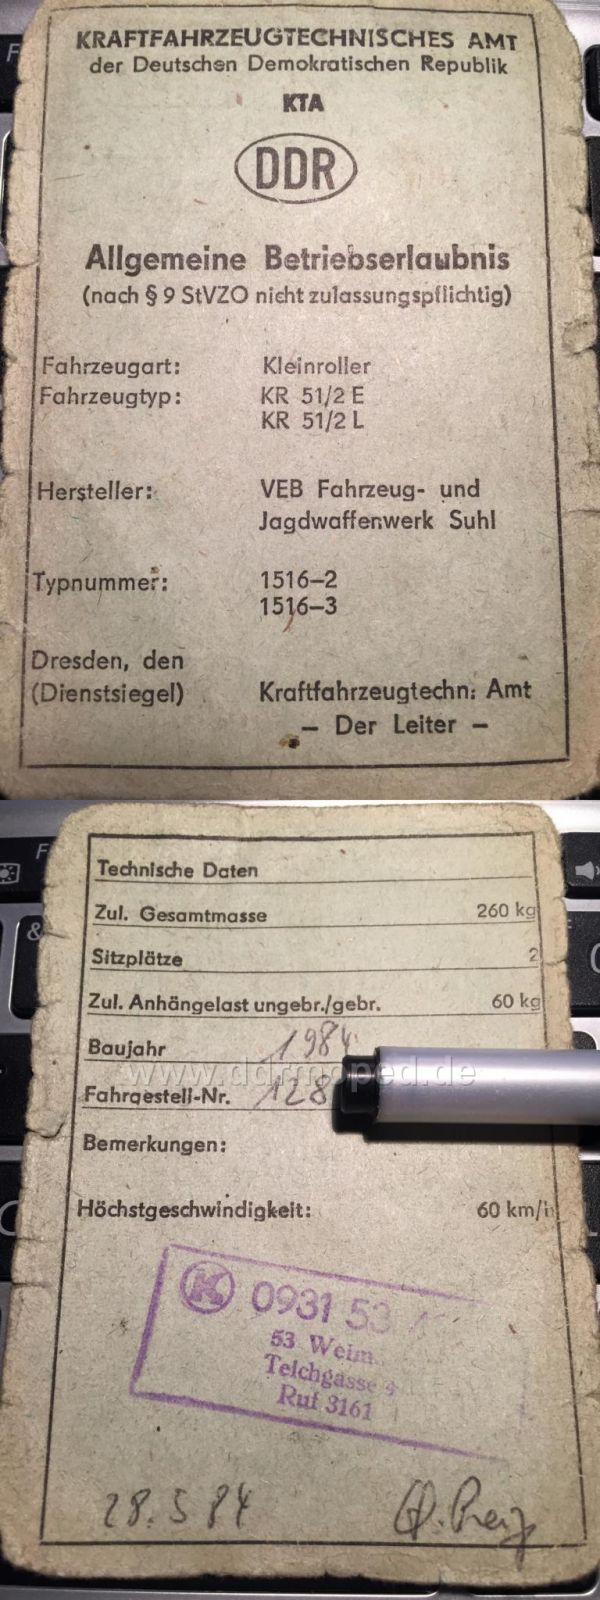 KRAFTFAHRZEUGTECHNISCHES AMT
der Deutschen Demokratischen Republik
KTA
DDR
Allgemeine Betriebserlaubnis
(nach § 9 StVZO nicht zulassungspflichtig)
Fahrzeugart: Kleinroller
Fahrzeugtyp: KR 51/2 E
KR 51/2 L
Hersteller: VEB Fahrzeug- und
Jagdwaffenwerk Suhl
Typnummer: 1516-2
1516-3
Dresden, den
(Dienstsiegel) Kraftfahrzeugtechn. Amt
– Der Leiter –
Technische Daten
Zul. Gesamtmasse 260 kg
Sitzplätze 2
Zul. Anhängelast ungebr./gebr. 60 kg
Baujahr 1984
www.ddrmoped.de
Fahrgestell-Nr. 128
Bemerkungen:
Höchstgeschwindigkeit: 60 km/h
K 0931 53
53 Weim
Teichgasse
Ruf 3161
28.5 84